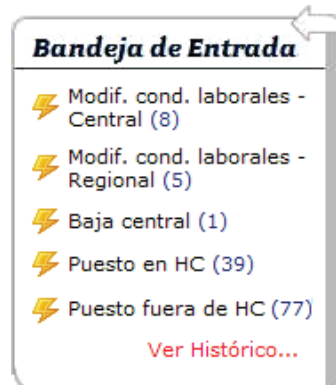 Bandeja de Entrada
Modif. cond. laborales -
Central (8)
Modif. cond. laborales -
Regional (5)
Baja central (1)
Puesto en HC (39)
Puesto fuera de HC (77)
Ver Histórico...